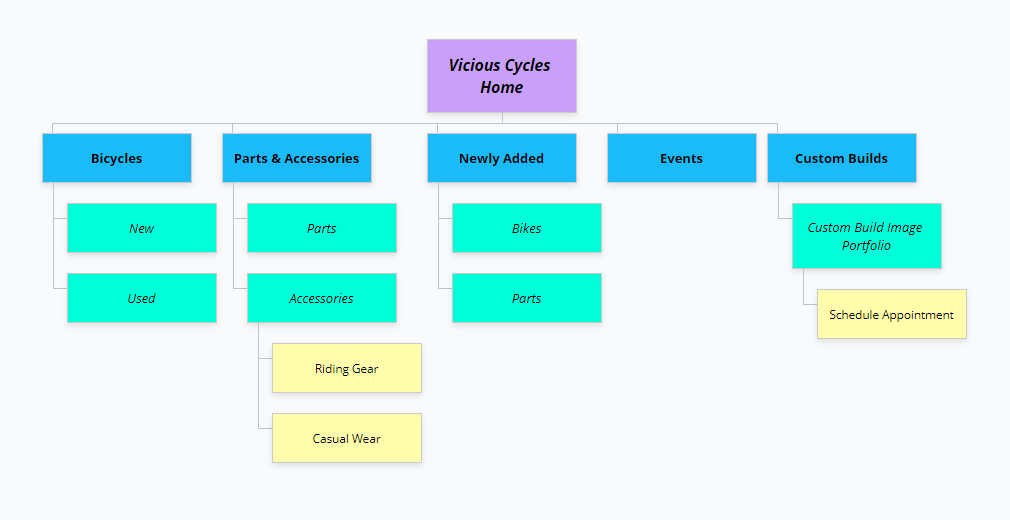 Vicious Cycles
Home
Bicycles
Parts & Accessories
Newly Added
Events
Custom Builds
New
Parts
Bikes
Custom Build Image
Portfolio
Used
Accessories
Parts
Schedule Appointment
Riding Gear
Casual Wear